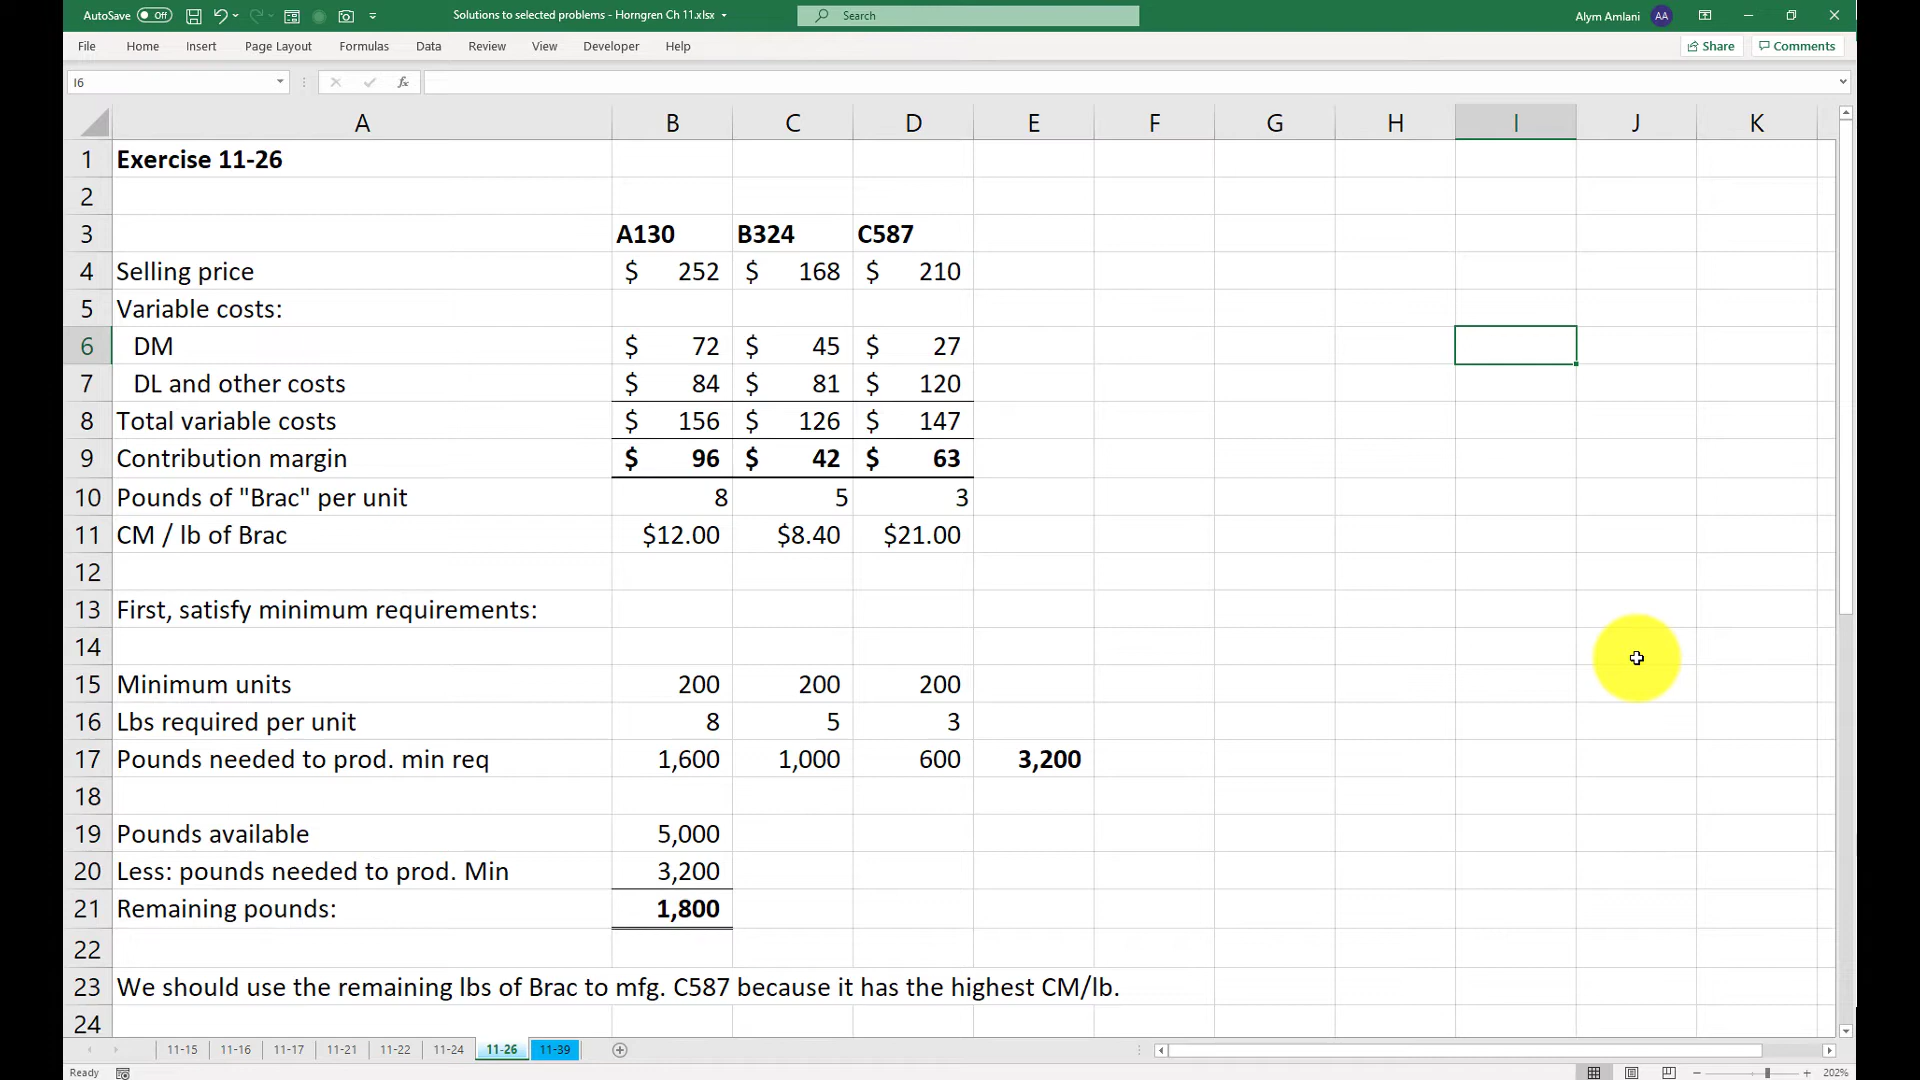 AutoSave Off Solutions to selected problems - Horngren Ch 11.xlsx Search Alym Amlani AA
File Home Insert Page Layout Formulas Data Review View Developer Help Share Comments
I6 fx
A B C D E F G H I J K
1 Exercise 11-26
2
3 A130 B324 C587
4 Selling price $ 252 $ 168 $ 210
5 Variable costs:
6 DM $ 72 $ 45 $ 27
7 DL and other costs $ 84 $ 81 $ 120
8 Total variable costs $ 156 $ 126 $ 147
9 Contribution margin $ 96 $ 42 $ 63
10 Pounds of "Brac" per unit 8 5 3
11 CM / lb of Brac $12.00 $8.40 $21.00
12
13 First, satisfy minimum requirements:
14
15 Minimum units 200 200 200
16 Lbs required per unit 8 5 3
17 Pounds needed to prod. min req 1,600 1,000 600 3,200
18
19 Pounds available 5,000
20 Less: pounds needed to prod. Min 3,200
21 Remaining pounds: 1,800
22
23 We should use the remaining lbs of Brac to mfg. C587 because it has the highest CM/lb.
24
11-15 11-16 11-17 11-21 11-22 11-24 11-26 11-39
Ready 202%